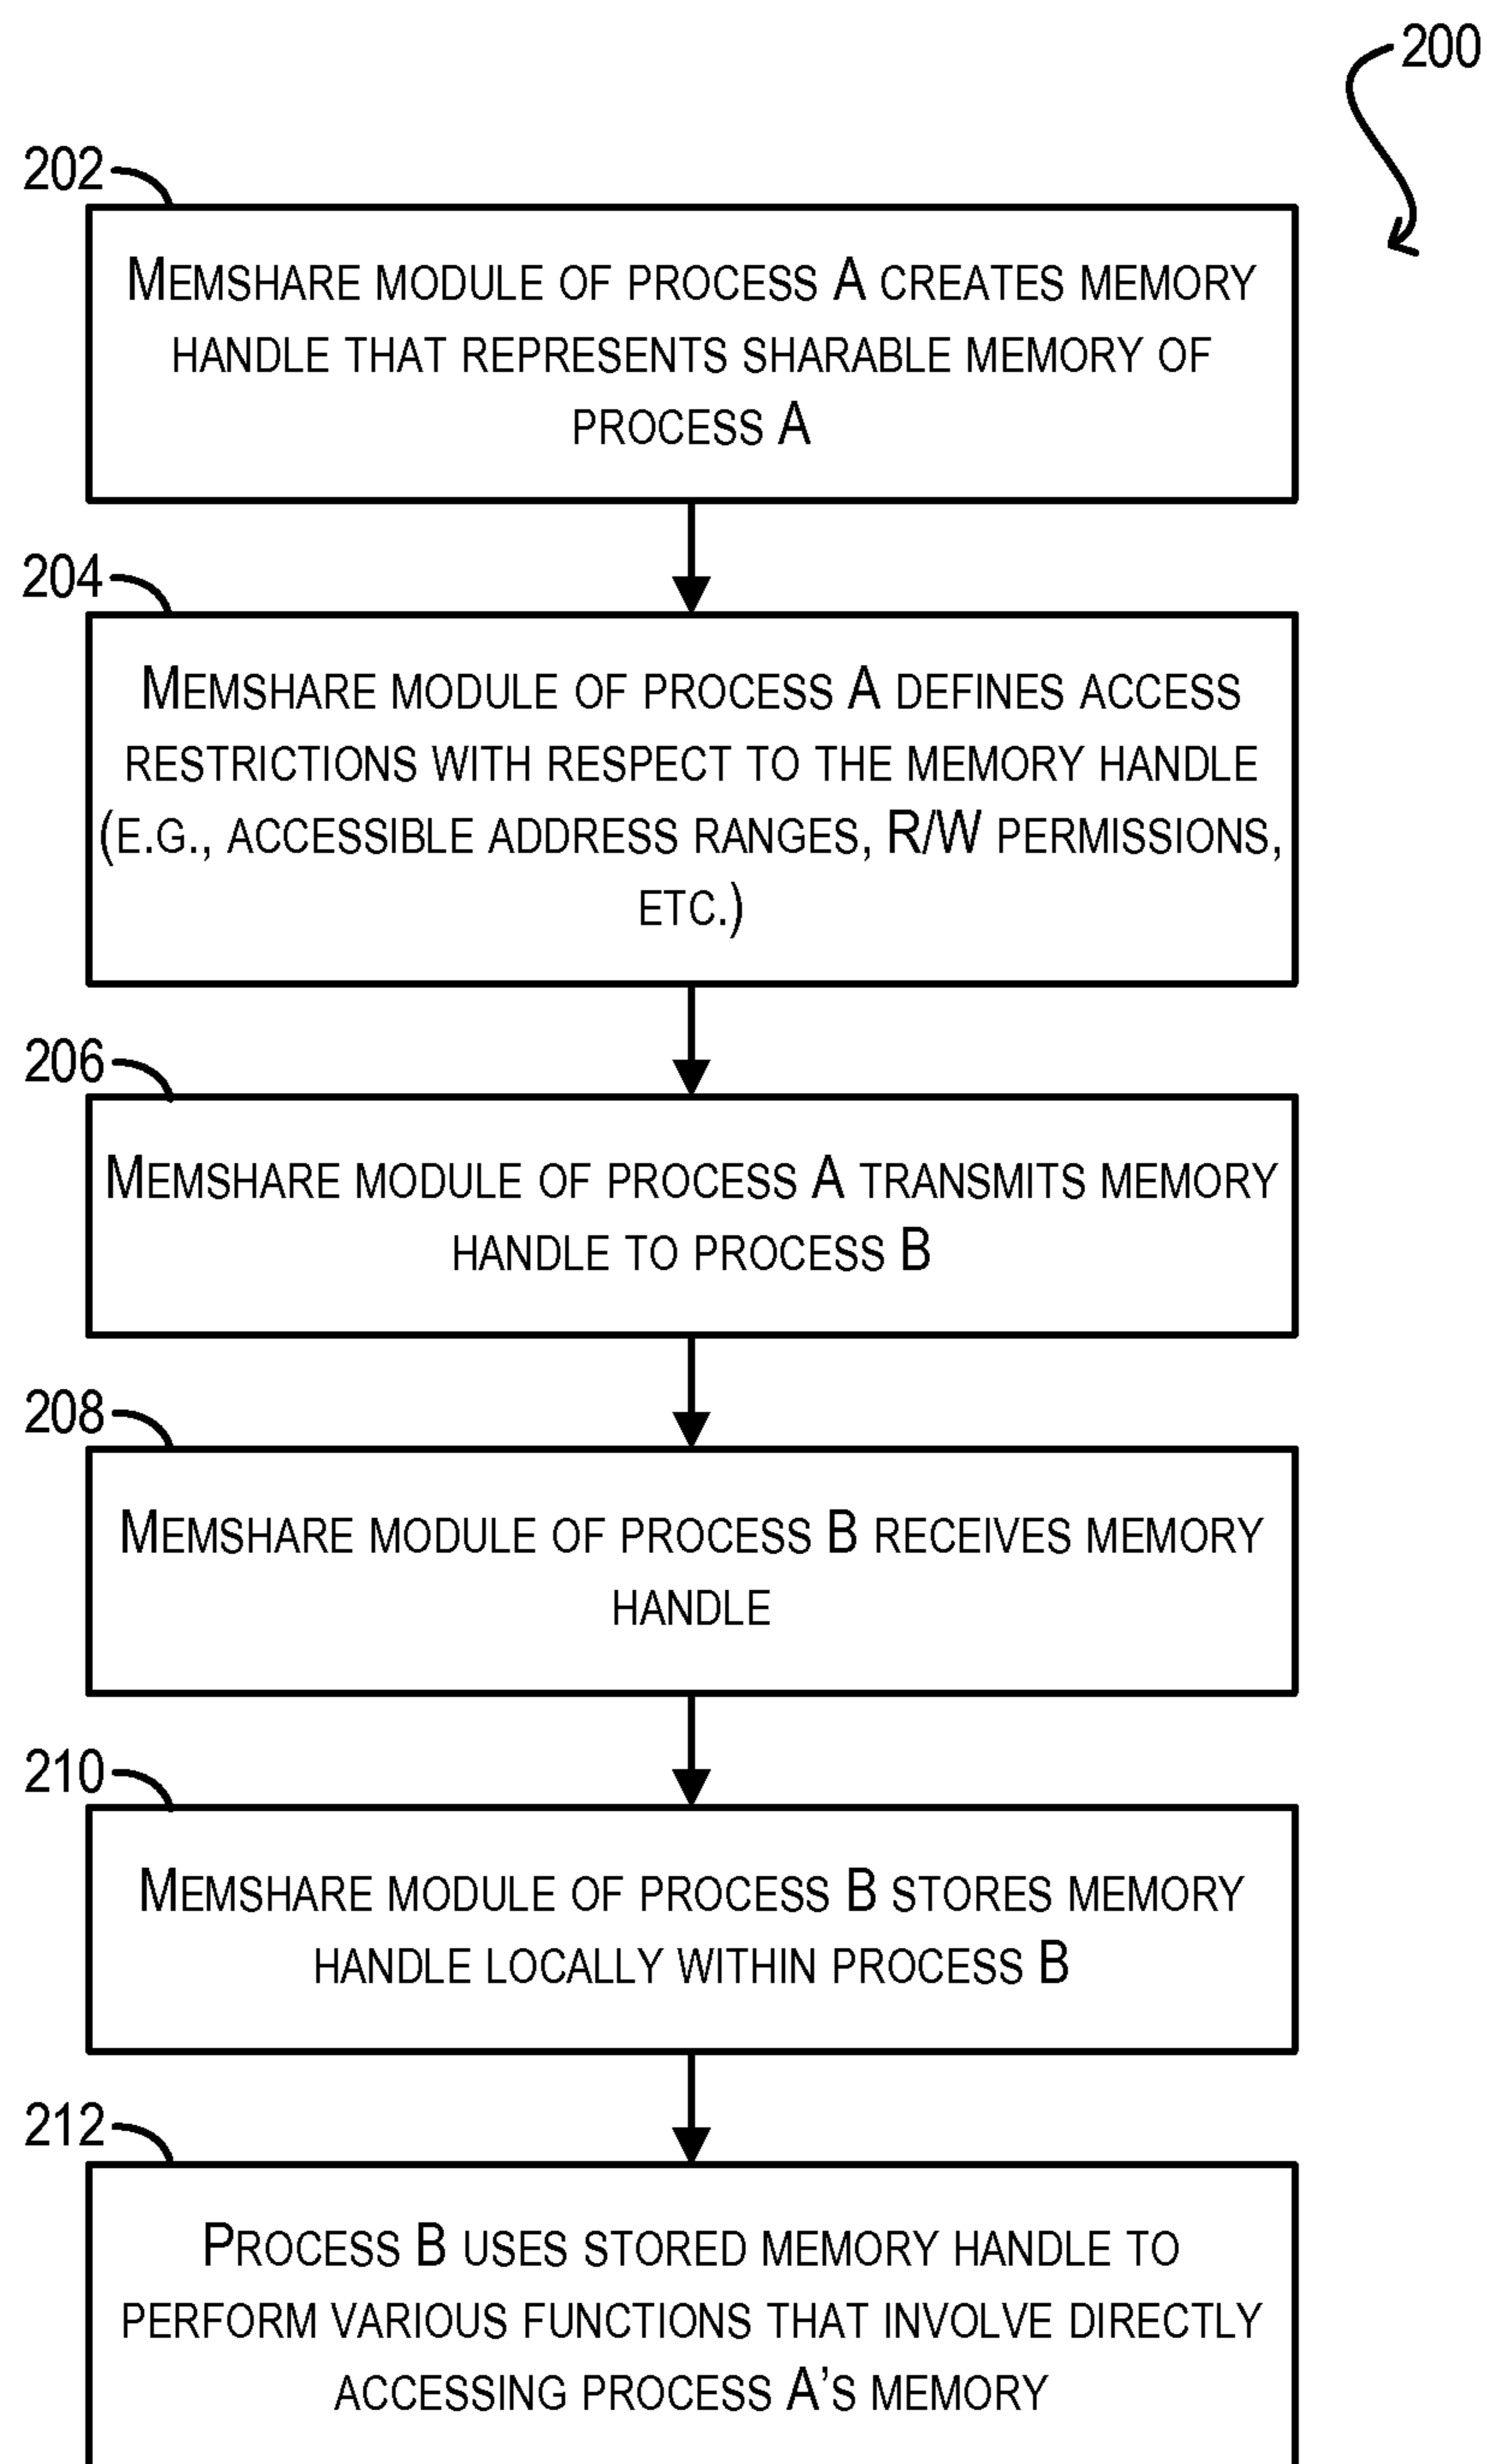 200
202
MEMSHARE MODULE OF PROCESS A CREATES MEMORY
HANDLE THAT REPRESENTS SHARABLE MEMORY OF
PROCESS A
204
MEMSHARE MODULE OF PROCESS A DEFINES ACCESS
RESTRICTIONS WITH RESPECT TO THE MEMORY HANDLE
(E.G., ACCESSIBLE ADDRESS RANGES, R/W PERMISSIONS,
ETC.)
206
MEMSHARE MODULE OF PROCESS A TRANSMITS MEMORY
HANDLE TO PROCESS B
208
MEMSHARE MODULE OF PROCESS B RECEIVES MEMORY
HANDLE
210
MEMSHARE MODULE OF PROCESS B STORES MEMORY
HANDLE LOCALLY WITHIN PROCESS B
212
PROCESS B USES STORED MEMORY HANDLE TO
PERFORM VARIOUS FUNCTIONS THAT INVOLVE DIRECTLY
ACCESSING PROCESS A'S MEMORY